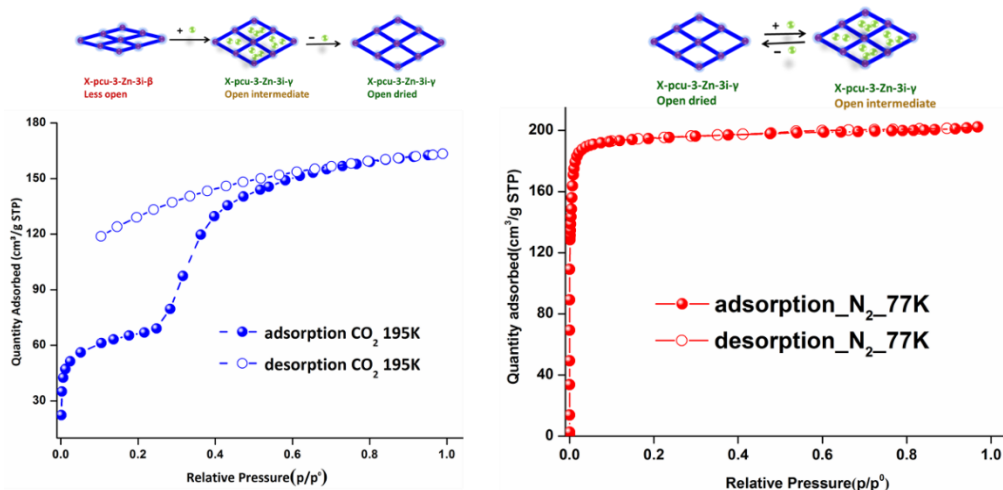 +
−
X-pcu-3-Zn-3i-β
Less open
X-pcu-3-Zn-3i-γ
Open intermediate
X-pcu-3-Zn-3i-γ
Open dried
180
150
120
90
60
30
Quantity Adsorbed (cm³/g STP)
adsorption CO₂ 195K
desorption CO₂ 195K
0.0
0.2
0.4
0.6
0.8
1.0
Relative Pressure(p/p°)
+
−
X-pcu-3-Zn-3i-γ
Open dried
X-pcu-3-Zn-3i-γ
Open intermediate
200
160
120
80
40
0
Quantity adsorbed(cm³/g STP)
adsorption_N₂_77K
desorption_N₂_77K
0.0
0.2
0.4
0.6
0.8
1.0
Relative Pressure(p/p⁰)